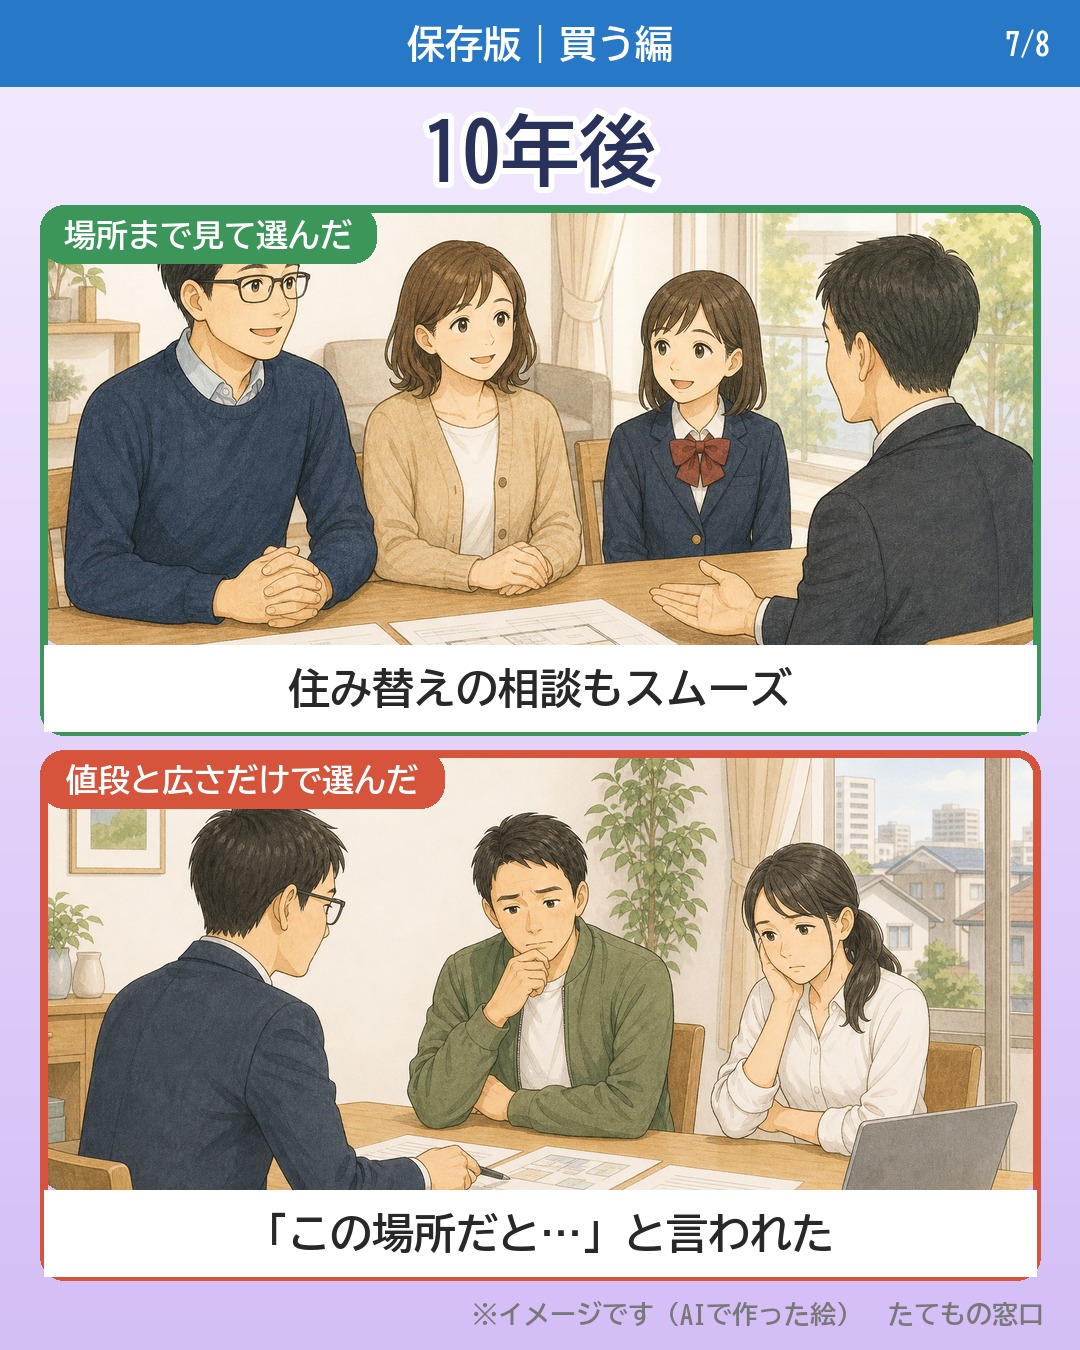 保存版｜買う編
7/8
10年後
場所まで見て選んだ
住み替えの相談もスムーズ
値段と広さだけで選んだ
「この場所だと…」と言われた
※イメージです（AIで作った絵）　たてもの窓口